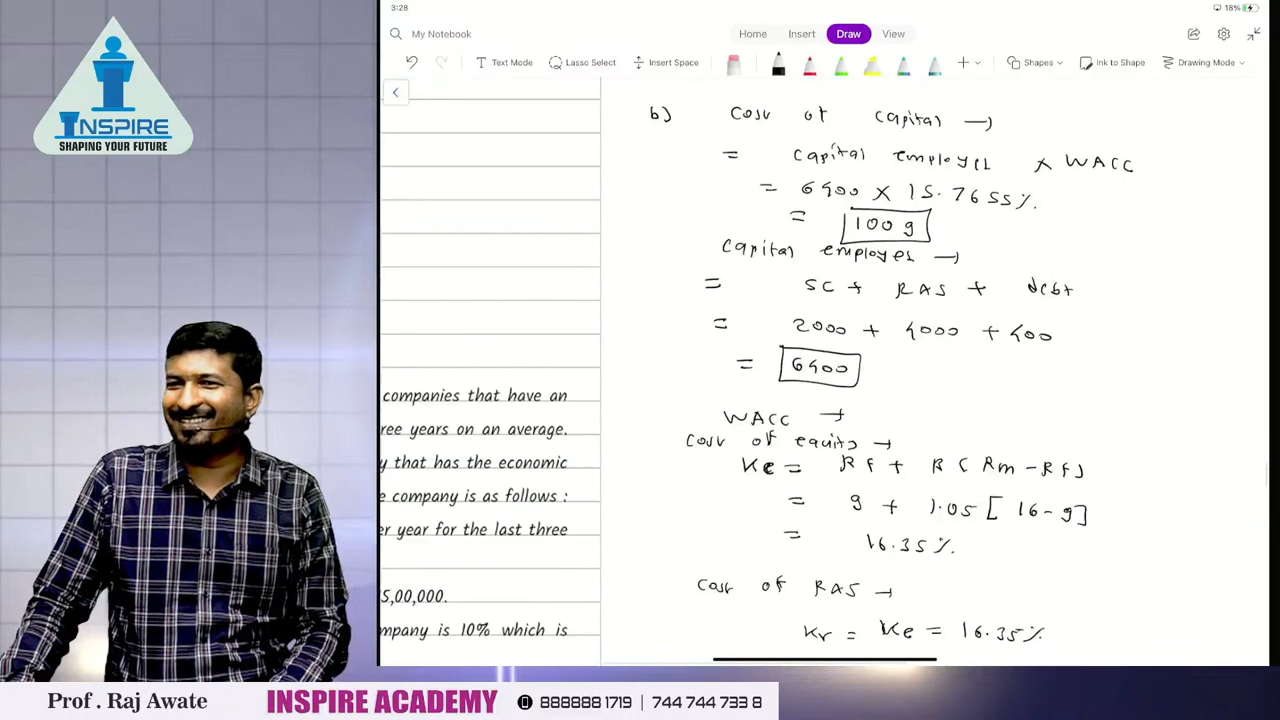 3:28
18%
My Notebook
Home Insert Draw View
Text Mode Lasso Select Insert Space Shapes Ink to Shape Drawing Mode
INSPIRE
SHAPING YOUR FUTURE
b) Cost of Capital →
= Capital employed × WACC
= 6400 × 15.7655%
= 1009
Capital employed →
= SC + RAS + debt
= 2000 + 4000 + 400
= 6400
WACC →
Cost of equity →
Ke = Rf + B ( Rm - Rf )
= 9 + 1.05 [ 16 - 9 ]
= 16.35%
Cost of RAS →
Kr = Ke = 16.35%
companies that have an
ree years on an average.
y that has the economic
e company is as follows :
er year for the last three
5,00,000.
mpany is 10% which is
Prof. Raj Awate INSPIRE ACADEMY 888888 1719 | 744 744 733 8